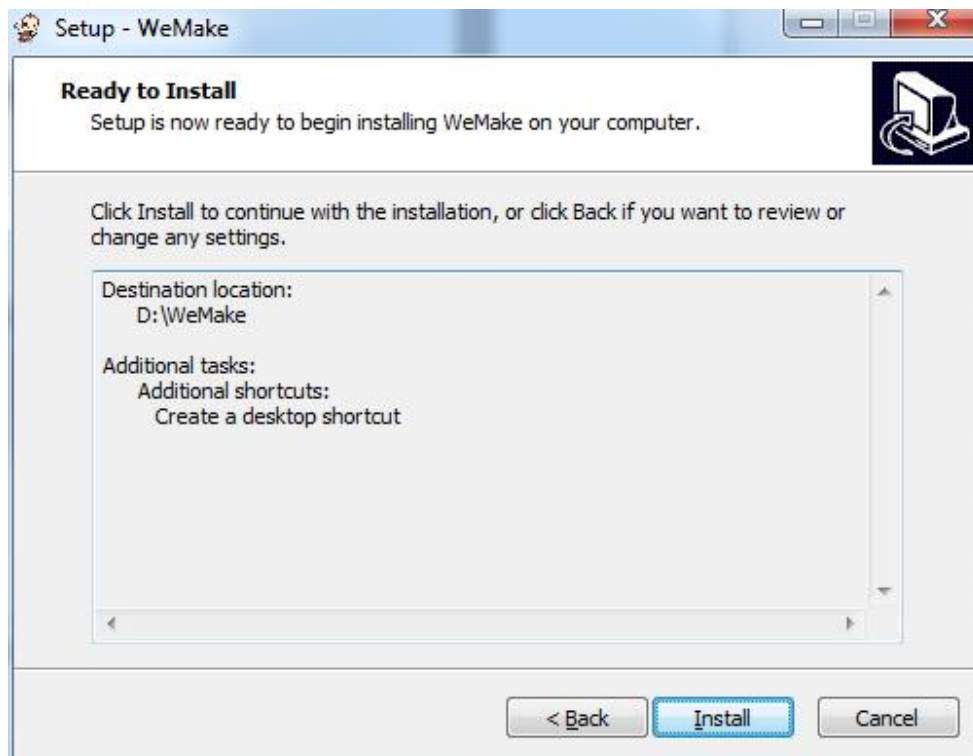 Setup - WeMake
Ready to Install
Setup is now ready to begin installing WeMake on your computer.
Click Install to continue with the installation, or click Back if you want to review or
change any settings.
Destination location:
D:\WeMake
Additional tasks:
Additional shortcuts:
Create a desktop shortcut
< Back
Install
Cancel